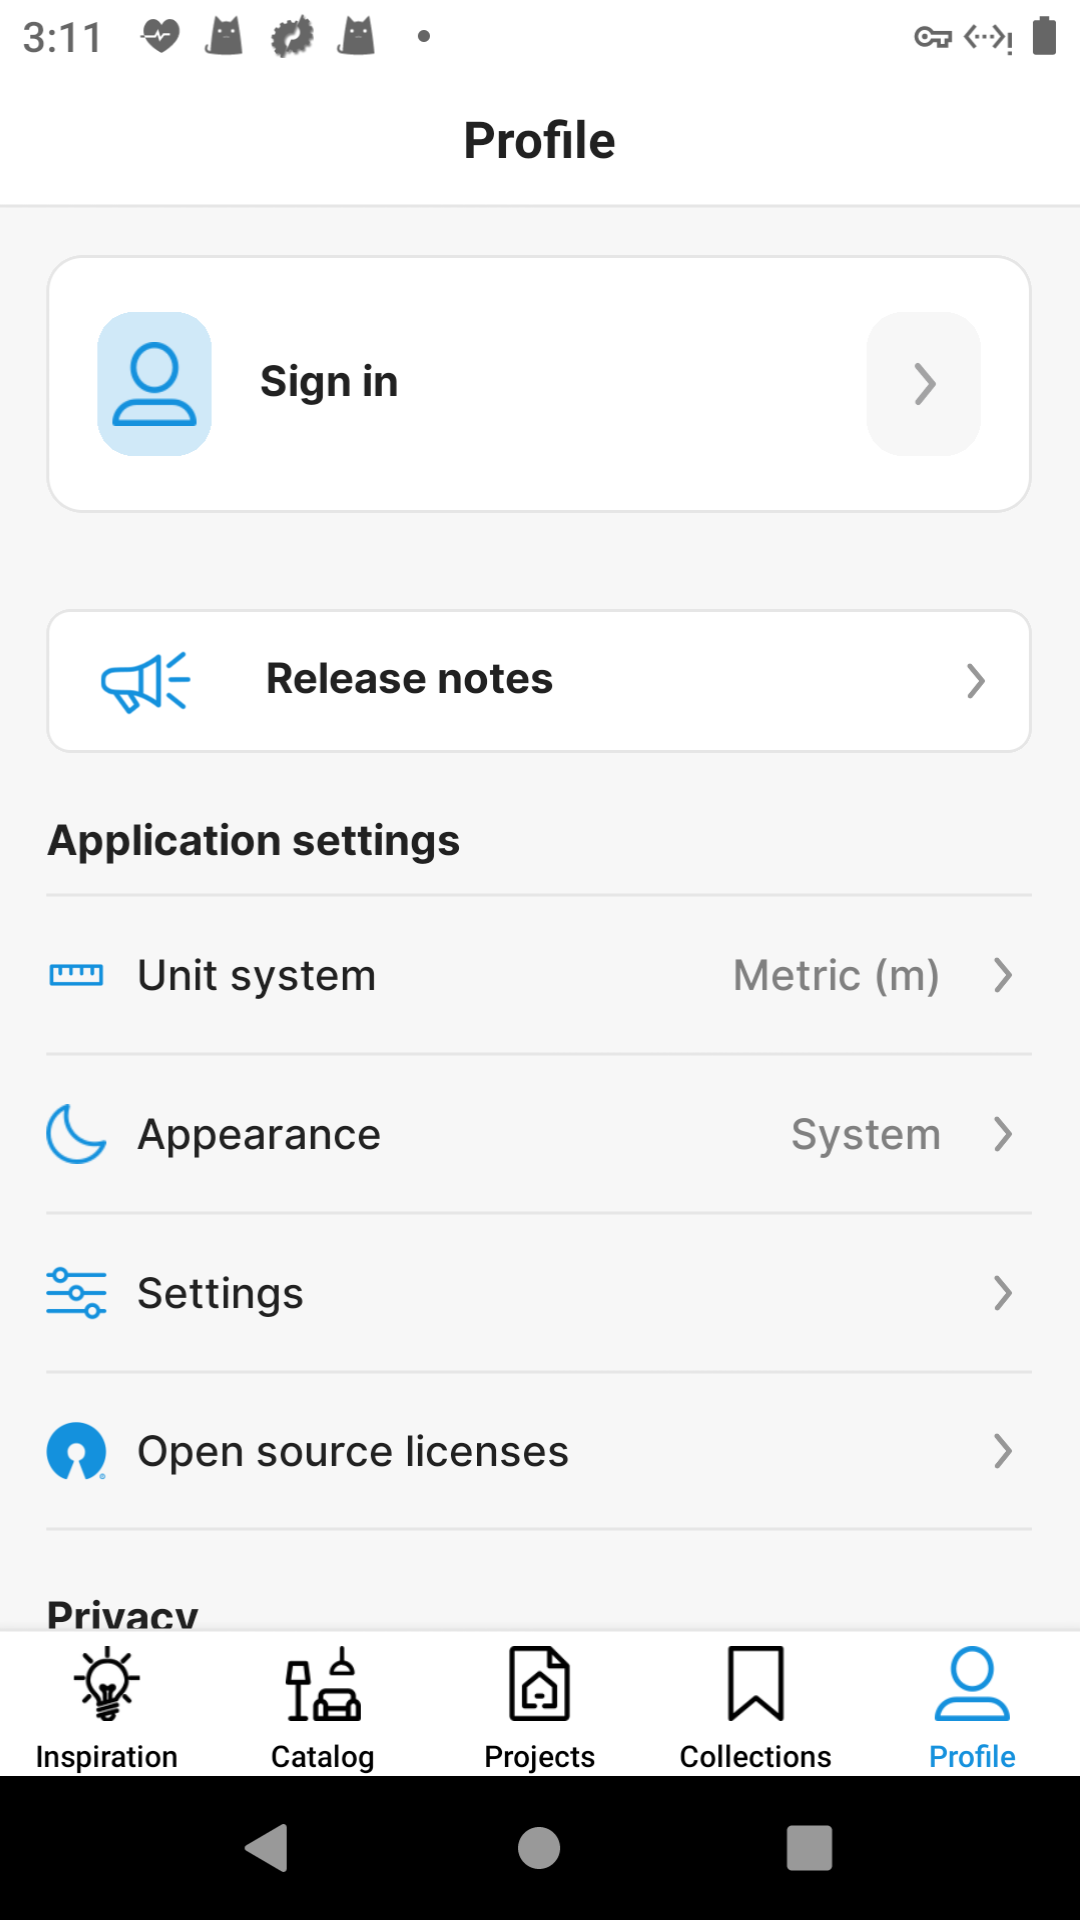 3:11
Profile
Sign in
Release notes
Application settings
Unit system Metric (m)
Appearance System
Settings
Open source licenses
Privacy
Inspiration Catalog Projects Collections Profile